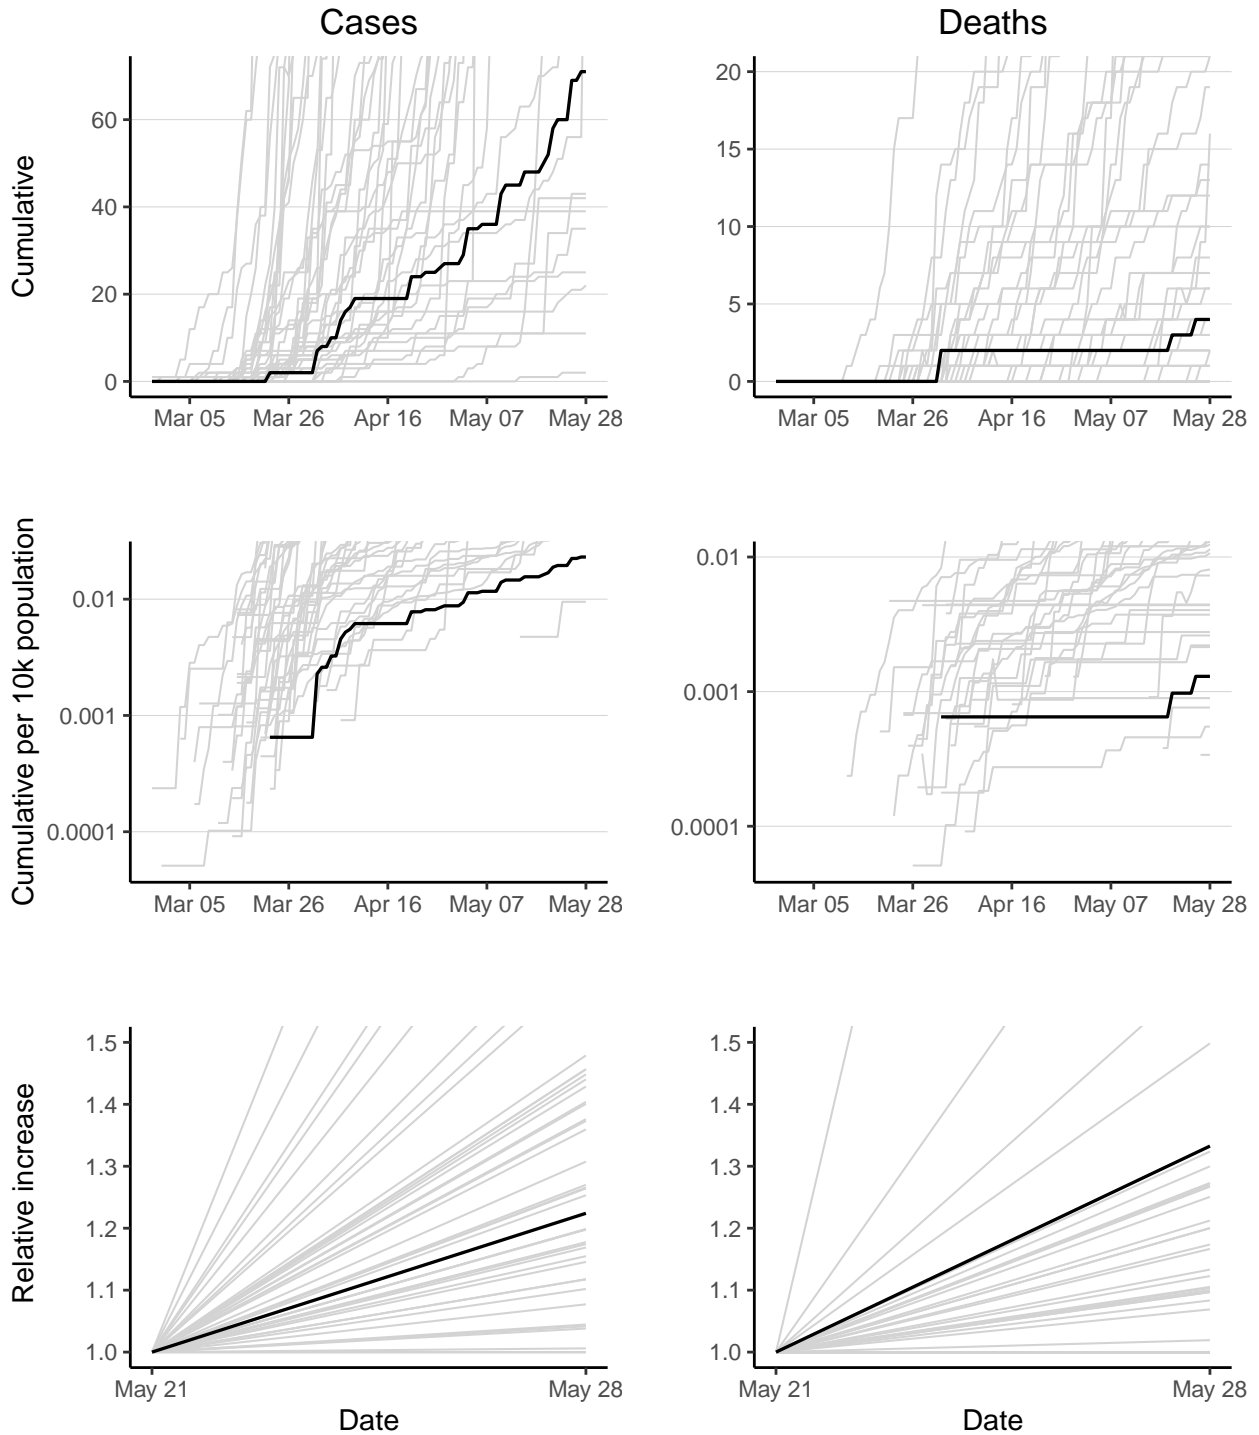 Cases
Deaths
Cumulative
60
40
20
0
Mar 05 Mar 26 Apr 16 May 07 May 28
20
15
10
5
0
Mar 05 Mar 26 Apr 16 May 07 May 28
Cumulative per 10k population
0.01
0.001
0.0001
Mar 05 Mar 26 Apr 16 May 07 May 28
0.01
0.001
0.0001
Mar 05 Mar 26 Apr 16 May 07 May 28
Relative increase
1.5
1.4
1.3
1.2
1.1
1.0
May 21 May 28
Date
1.5
1.4
1.3
1.2
1.1
1.0
May 21 May 28
Date